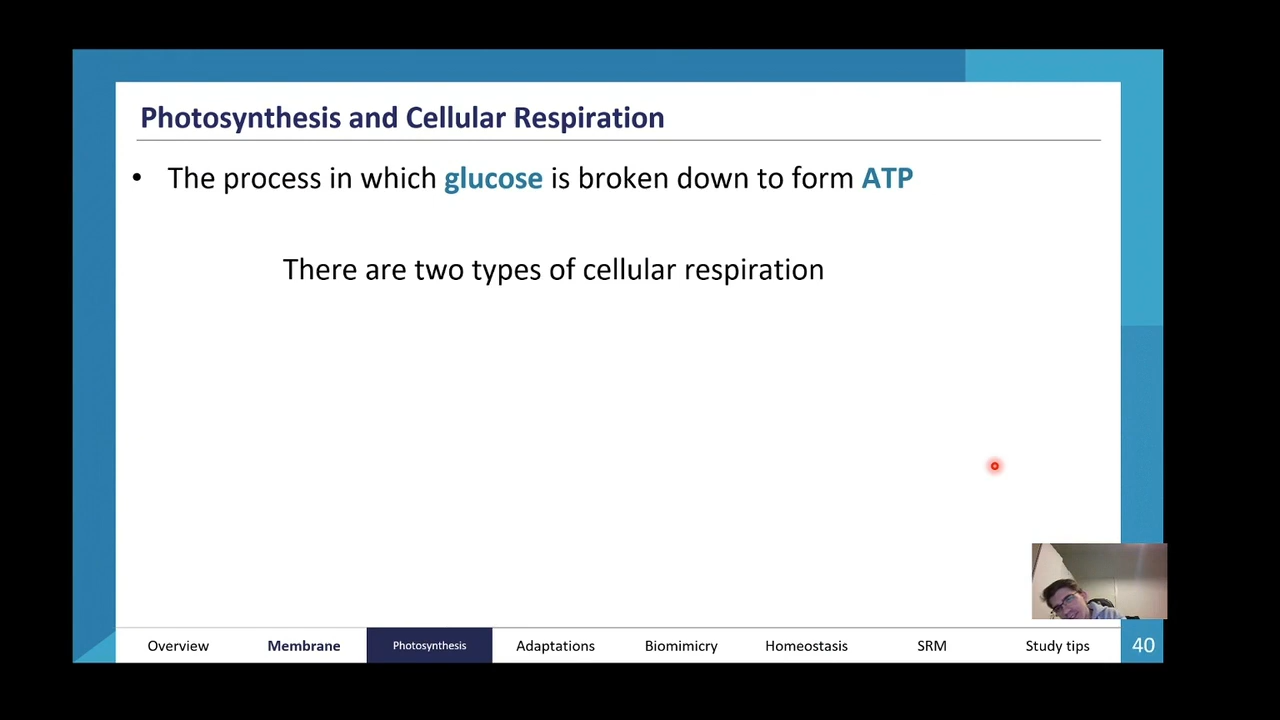 Photosynthesis and Cellular Respiration
• The process in which glucose is broken down to form ATP
There are two types of cellular respiration
Overview Membrane Photosynthesis Adaptations Biomimicry Homeostasis SRM Study tips 40